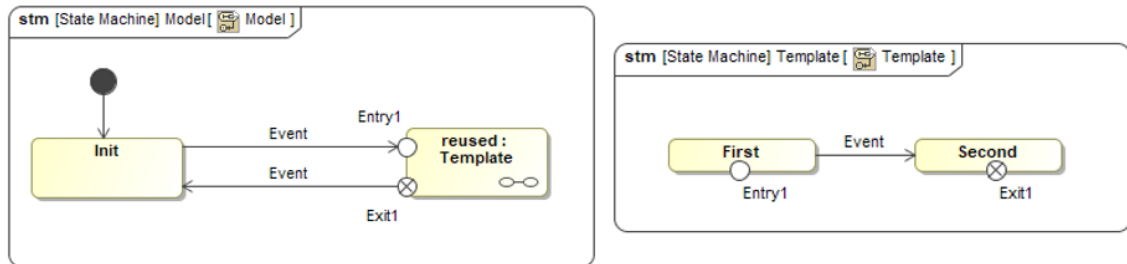 stm [State Machine] Model[ Model ]
Init
Event
Event
Entry1
reused :
Template
Exit1
stm [State Machine] Template [ Template ]
First
Entry1
Event
Second
Exit1